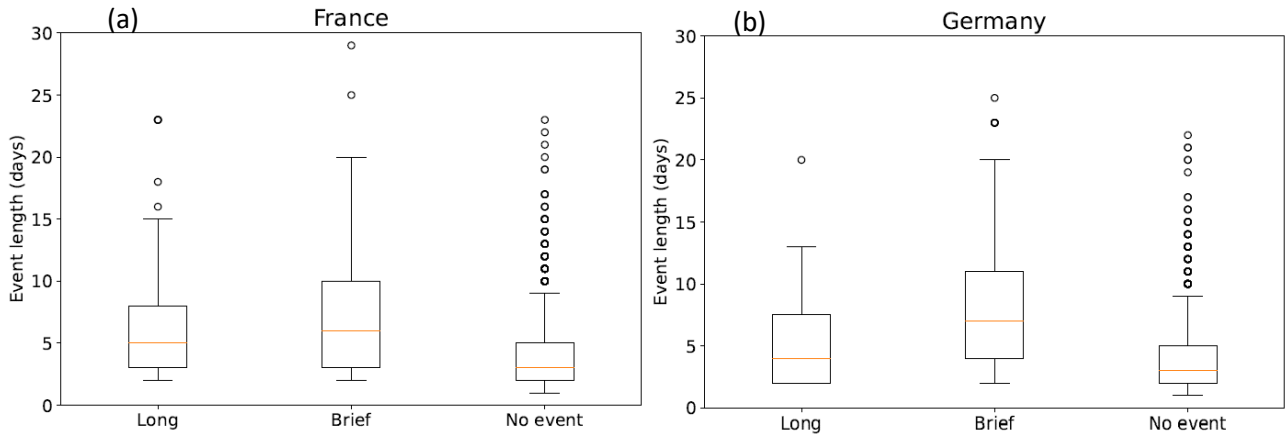 (a)
France
30
25
20
15
10
5
0
Event length (days)
Long
Brief
No event
(b)
Germany
30
25
20
15
10
5
0
Event length (days)
Long
Brief
No event